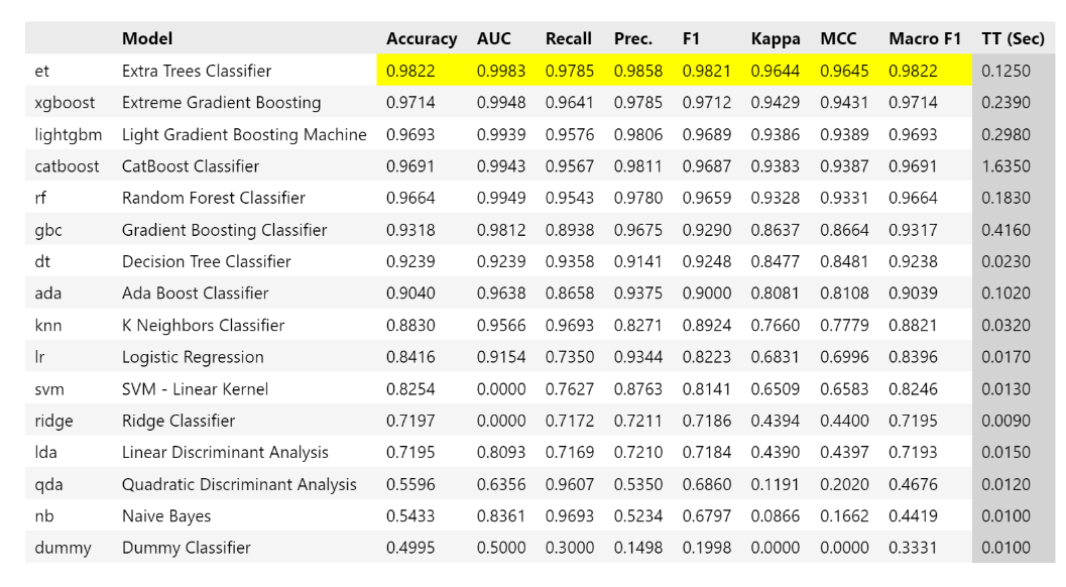 Model Accuracy AUC Recall Prec. F1 Kappa MCC Macro F1 TT (Sec)
et Extra Trees Classifier 0.9822 0.9983 0.9785 0.9858 0.9821 0.9644 0.9645 0.9822 0.1250
xgboost Extreme Gradient Boosting 0.9714 0.9948 0.9641 0.9785 0.9712 0.9429 0.9431 0.9714 0.2390
lightgbm Light Gradient Boosting Machine 0.9693 0.9939 0.9576 0.9806 0.9689 0.9386 0.9389 0.9693 0.2980
catboost CatBoost Classifier 0.9691 0.9943 0.9567 0.9811 0.9687 0.9383 0.9387 0.9691 1.6350
rf Random Forest Classifier 0.9664 0.9949 0.9543 0.9780 0.9659 0.9328 0.9331 0.9664 0.1830
gbc Gradient Boosting Classifier 0.9318 0.9812 0.8938 0.9675 0.9290 0.8637 0.8664 0.9317 0.4160
dt Decision Tree Classifier 0.9239 0.9239 0.9358 0.9141 0.9248 0.8477 0.8481 0.9238 0.0230
ada Ada Boost Classifier 0.9040 0.9638 0.8658 0.9375 0.9000 0.8081 0.8108 0.9039 0.1020
knn K Neighbors Classifier 0.8830 0.9566 0.9693 0.8271 0.8924 0.7660 0.7779 0.8821 0.0320
lr Logistic Regression 0.8416 0.9154 0.7350 0.9344 0.8223 0.6831 0.6996 0.8396 0.0170
svm SVM - Linear Kernel 0.8254 0.0000 0.7627 0.8763 0.8141 0.6509 0.6583 0.8246 0.0130
ridge Ridge Classifier 0.7197 0.0000 0.7172 0.7211 0.7186 0.4394 0.4400 0.7195 0.0090
lda Linear Discriminant Analysis 0.7195 0.8093 0.7169 0.7210 0.7184 0.4390 0.4397 0.7193 0.0150
qda Quadratic Discriminant Analysis 0.5596 0.6356 0.9607 0.5350 0.6860 0.1191 0.2020 0.4676 0.0120
nb Naive Bayes 0.5433 0.8361 0.9693 0.5234 0.6797 0.0866 0.1662 0.4419 0.0100
dummy Dummy Classifier 0.4995 0.5000 0.3000 0.1498 0.1998 0.0000 0.0000 0.3331 0.0100